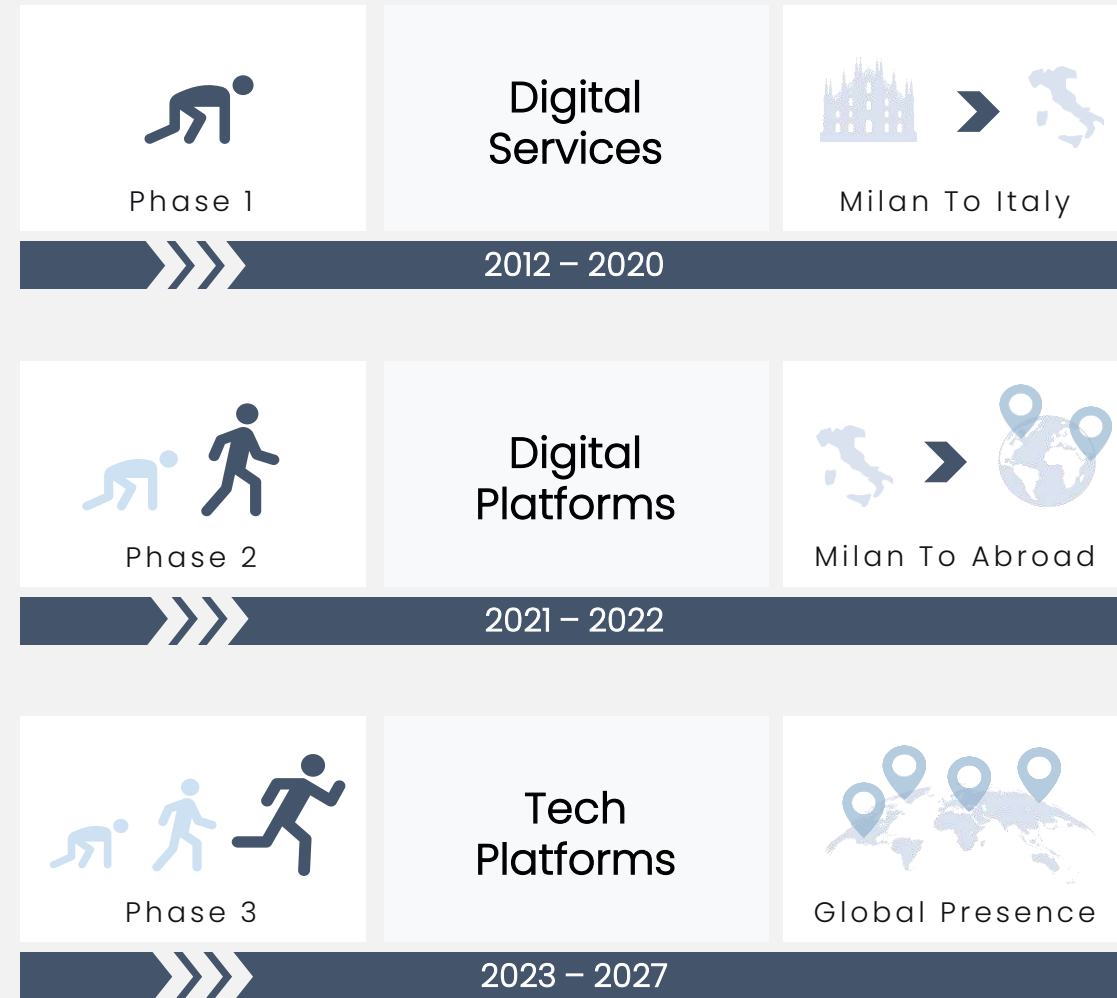 Digital
Services
Phase 1
Milan To Italy
2012 – 2020
Digital
Platforms
Phase 2
Milan To Abroad
2021 – 2022
Tech
Platforms
Phase 3
Global Presence
2023 – 2027